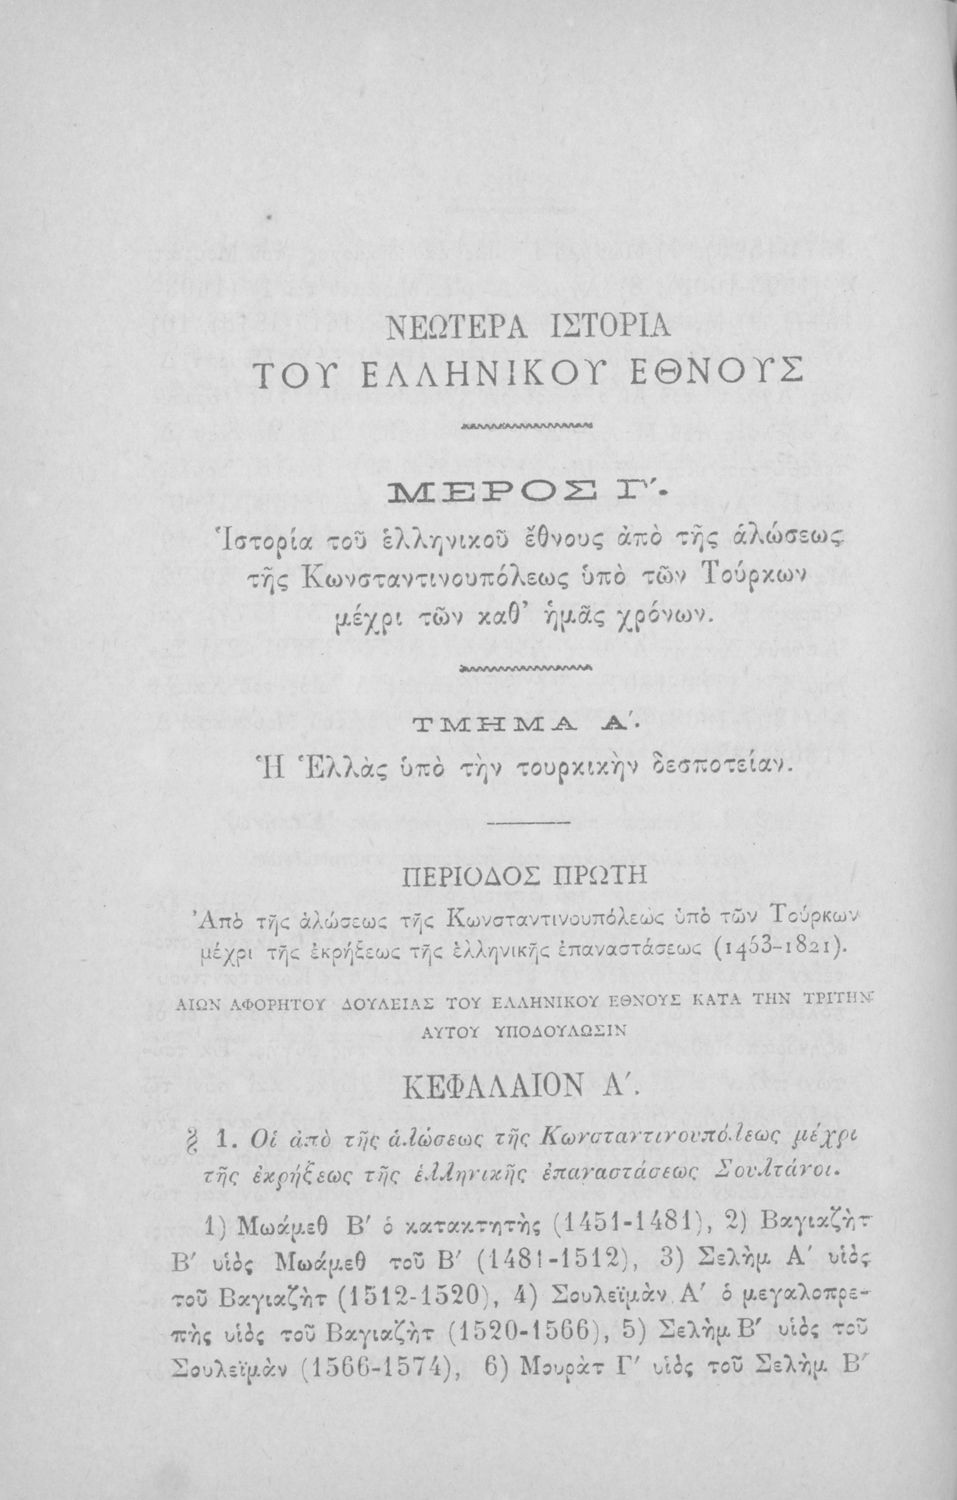 ΝΕΩΤΕΡΑ ΙΣΤΟΡΙΑ
ΤΟΥ ΕΛΛΗΝΙΚΟΥ ΕΘΝΟΥΣ
ΜΕΡΟΣ Γ΄.
Ἱστορία τοῦ ἑλληνικοῦ ἔθνους ἀπὸ τῆς ἁλώσεως
τῆς Κωνσταντινουπόλεως ὑπὸ τῶν Τούρκων
μέχρι τῶν καθ’ ἡμᾶς χρόνων.
ΤΜΗΜΑ Α΄.
Ἡ Ἑλλὰς ὑπὸ τὴν τουρκικὴν δεσποτείαν.
ΠΕΡΙΟΔΟΣ ΠΡΩΤΗ
Ἀπὸ τῆς ἁλώσεως τῆς Κωνσταντινουπόλεως ὑπὸ τῶν Τούρκων
μέχρι τῆς ἐκρήξεως τῆς ἑλληνικῆς ἐπαναστάσεως (1453-1821).
ΑΙΩΝ ΑΦΟΡΗΤΟΥ ΔΟΥΛΕΙΑΣ ΤΟΥ ΕΛΛΗΝΙΚΟΥ ΕΘΝΟΥΣ ΚΑΤΑ ΤΗΝ ΤΡΙΤΗΝ
ΑΥΤΟΥ ΥΠΟΔΟΥΛΩΣΙΝ
ΚΕΦΑΛΑΙΟΝ Α΄.
§ 1. Οἱ ἀπὸ τῆς ἁλώσεως τῆς Κωνσταντινουπόλεως μέχρι
τῆς ἐκρήξεως τῆς ἑλληνικῆς ἐπαναστάσεως Σουλτάνοι.
1) Μωάμεθ Β΄ ὁ κατακτητὴς (1451-1481), 2) Βαγιαζὴτ
Β΄ υἱὸς Μωάμεθ τοῦ Β΄ (1481-1512), 3) Σελὴμ Α΄ υἱὸς
τοῦ Βαγιαζὴτ (1512-1520), 4) Σουλεϊμὰν Α΄ ὁ μεγαλοπρε-
πὴς υἱὸς τοῦ Βαγιαζὴτ (1520-1566), 5) Σελὴμ Β΄ υἱὸς τοῦ
Σουλεϊμὰν (1566-1574), 6) Μουρὰτ Γ΄ υἱὸς τοῦ Σελὴμ Β΄